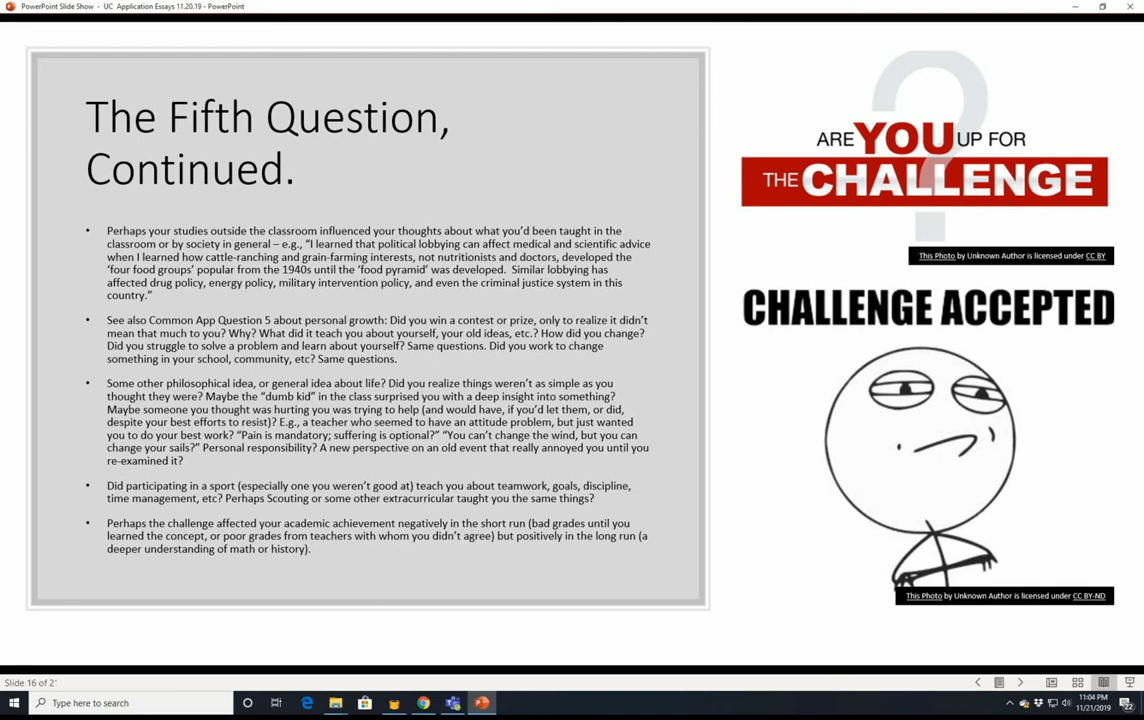 PowerPoint Slide Show - UC Application Essays 11.20.19 - PowerPoint
The Fifth Question,
Continued.
• Perhaps your studies outside the classroom influenced your thoughts about what you'd been taught in the
classroom or by society in general – e.g., "I learned that political lobbying can affect medical and scientific advice
when I learned how cattle-ranching and grain-farming interests, not nutritionists and doctors, developed the
'four food groups' popular from the 1940s until the 'food pyramid' was developed. Similar lobbying has
affected drug policy, energy policy, military intervention policy, and even the criminal justice system in this
country."
• See also Common App Question 5 about personal growth: Did you win a contest or prize, only to realize it didn't
mean that much to you? Why? What did it teach you about yourself, your old ideas, etc.? How did you change?
Did you struggle to solve a problem and learn about yourself? Same questions. Did you work to change
something in your school, community, etc? Same questions.
• Some other philosophical idea, or general idea about life? Did you realize things weren't as simple as you
thought they were? Maybe the "dumb kid" in the class surprised you with a deep insight into something?
Maybe someone you thought was hurting you was trying to help (and would have, if you'd let them, or did,
despite your best efforts to resist)? E.g., a teacher who seemed to have an attitude problem, but just wanted
you to do your best work? "Pain is mandatory; suffering is optional?" "You can't change the wind, but you can
change your sails?" Personal responsibility? A new perspective on an old event that really annoyed you until you
re-examined it?
• Did participating in a sport (especially one you weren't good at) teach you about teamwork, goals, discipline,
time management, etc? Perhaps Scouting or some other extracurricular taught you the same things?
• Perhaps the challenge affected your academic achievement negatively in the short run (bad grades until you
learned the concept, or poor grades from teachers with whom you didn't agree) but positively in the long run (a
deeper understanding of math or history).
?
ARE YOU UP FOR
THE CHALLENGE
This Photo by Unknown Author is licensed under CC BY
CHALLENGE ACCEPTED
This Photo by Unknown Author is licensed under CC BY-ND
Slide 16 of 2
Type here to search
11:04 PM
11/21/2019
22